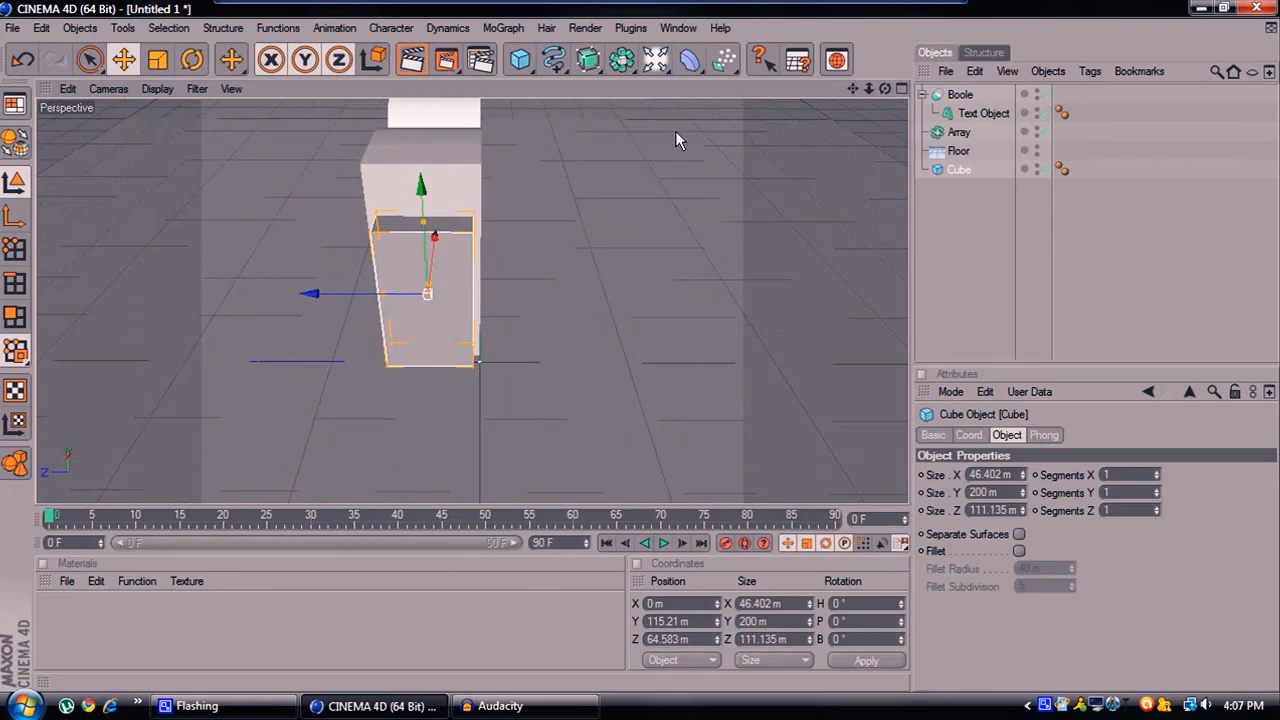 CINEMA 4D (64 Bit) - [Untitled 1 *]
File Edit Objects Tools Selection Structure Functions Animation Character Dynamics MoGraph Hair Render Plugins Window Help
X Y Z
Objects Structure
File Edit View Objects Tags Bookmarks
Edit Cameras Display Filter View
Perspective
Boole
Text Object
Array
Floor
Cube
Attributes
Mode Edit User Data
Cube Object [Cube]
Basic Coord. Object Phong
Object Properties
Size . X 46.402 m Segments X 1
Size . Y 200 m Segments Y 1
Size . Z 111.135 m Segments Z 1
Separate Surfaces
Fillet
Fillet Radius . . . . . 40 m
Fillet Subdivision 5
Z Y
0 5 10 15 20 25 30 35 40 45 50 55 60 65 70 75 80 85 90 0 F
0 F 0 F 90 F 90 F
P
Materials
File Edit Function Texture
Coordinates
Position Size Rotation
X 0 m X 46.402 m H 0 °
Y 115.21 m Y 200 m P 0 °
Z 64.583 m Z 111.135 m B 0 °
Object Size Apply
MAXON
CINEMA 4D
Flashing CINEMA 4D (64 Bit) ... Audacity 4:07 PM